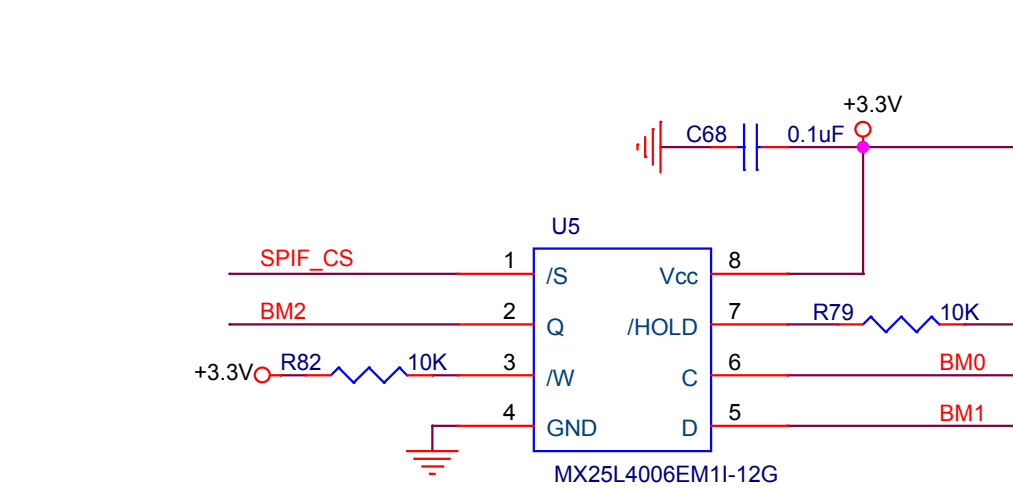 +3.3V
C68 0.1uF
U5
SPIF_CS 1 /S Vcc 8
BM2 2 Q /HOLD 7 R79 10K
+3.3V R82 10K 3 /W C 6 BM0
4 GND D 5 BM1
MX25L4006EM1I-12G